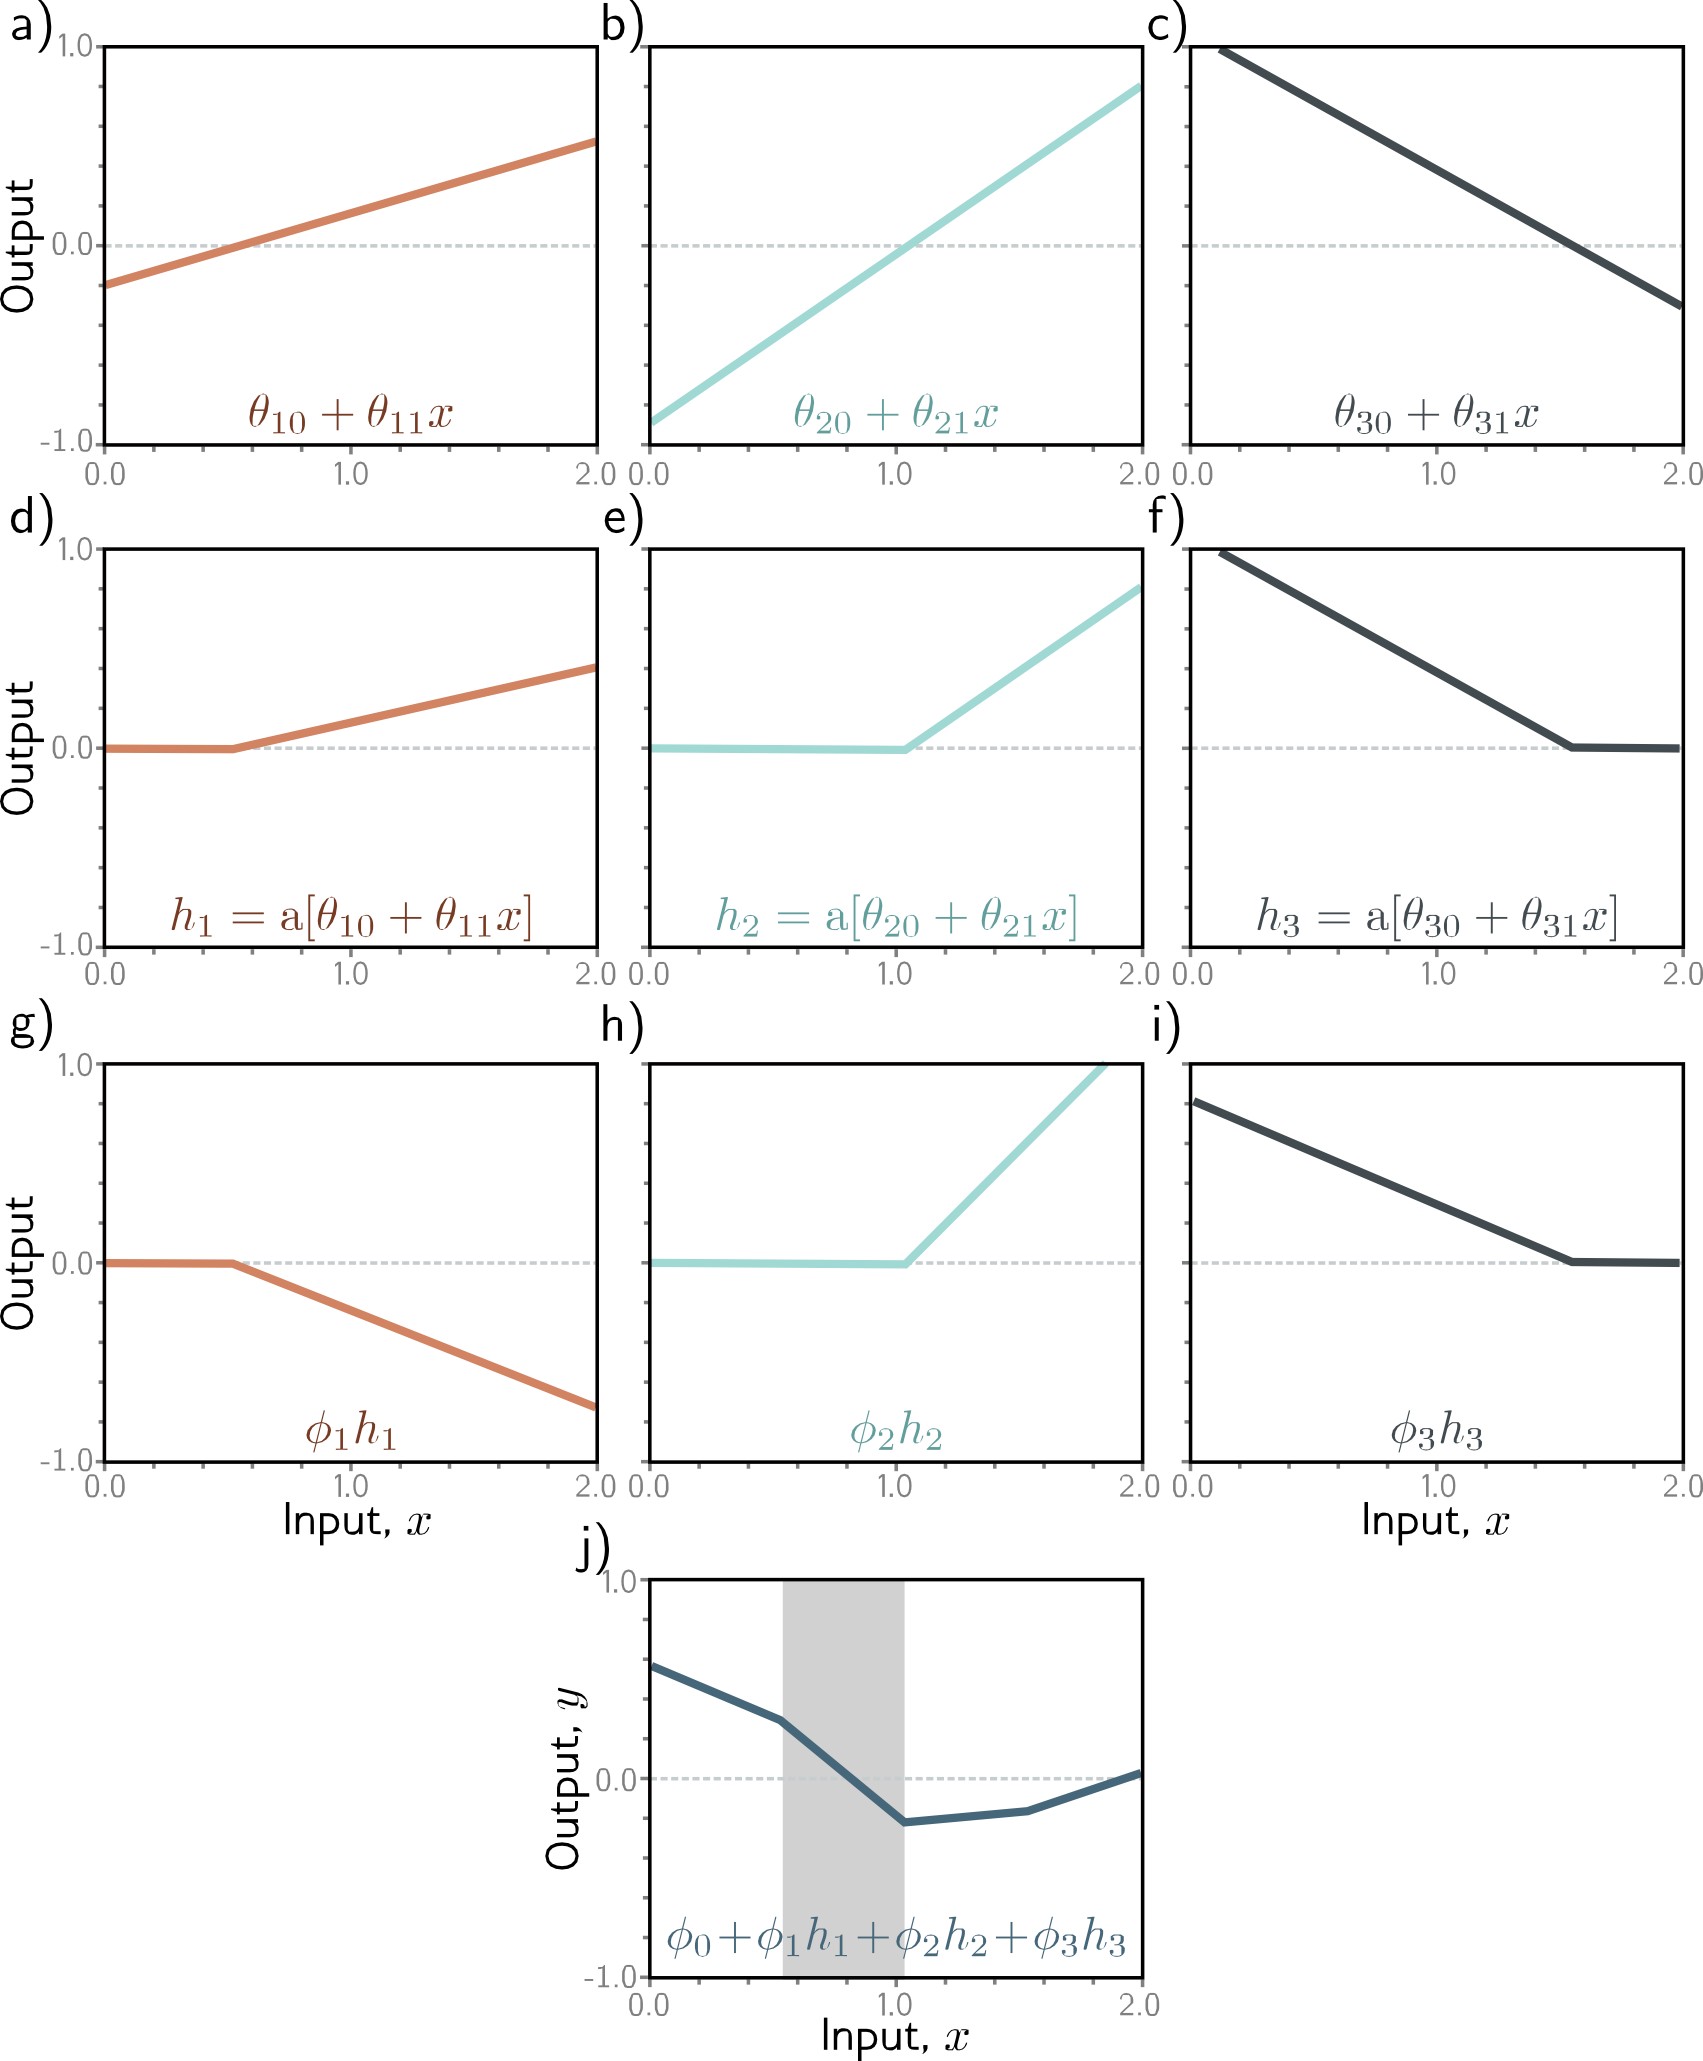 a) b) c)
1.0
0.0
-1.0
Output
θ₁₀ + θ₁₁x
θ₂₀ + θ₂₁x
θ₃₀ + θ₃₁x
0.0 1.0 2.0 0.0 1.0 2.0 0.0 1.0 2.0
d) e) f)
1.0
0.0
-1.0
Output
h₁ = a[θ₁₀ + θ₁₁x]
h₂ = a[θ₂₀ + θ₂₁x]
h₃ = a[θ₃₀ + θ₃₁x]
0.0 1.0 2.0 0.0 1.0 2.0 0.0 1.0 2.0
g) h) i)
1.0
0.0
-1.0
Output
ϕ₁h₁
ϕ₂h₂
ϕ₃h₃
0.0 1.0 2.0 0.0 1.0 2.0 0.0 1.0 2.0
Input, x
Input, x
j)
1.0
0.0
-1.0
Output, y
ϕ₀+ϕ₁h₁+ϕ₂h₂+ϕ₃h₃
0.0 1.0 2.0
Input, x